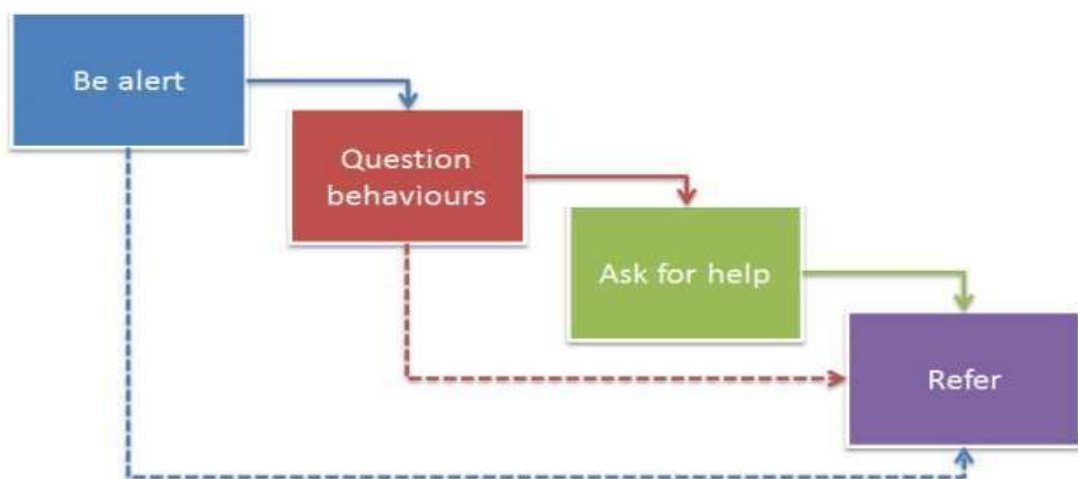 Be alert
Question
behaviours
Ask for help
Refer